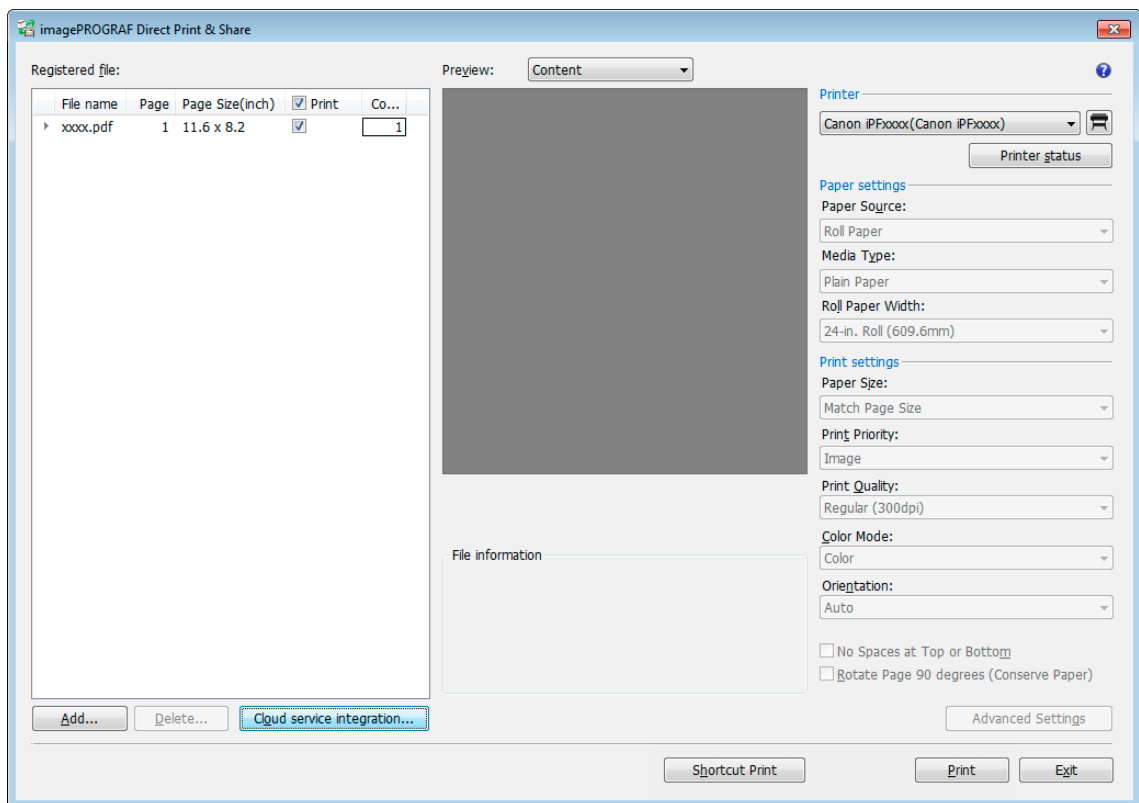 imagePROGRAF Direct Print & Share
Registered file:
File name Page Page Size(inch) Print Co...
xxxx.pdf 1 11.6 x 8.2 1
Add... Delete... Cloud service integration...
Preview: Content
File information
Printer
Canon iPFxxxx(Canon iPFxxxx)
Printer status
Paper settings
Paper Source:
Roll Paper
Media Type:
Plain Paper
Roll Paper Width:
24-in. Roll (609.6mm)
Print settings
Paper Size:
Match Page Size
Print Priority:
Image
Print Quality:
Regular (300dpi)
Color Mode:
Color
Orientation:
Auto
No Spaces at Top or Bottom
Rotate Page 90 degrees (Conserve Paper)
Advanced Settings
Shortcut Print Print Exit